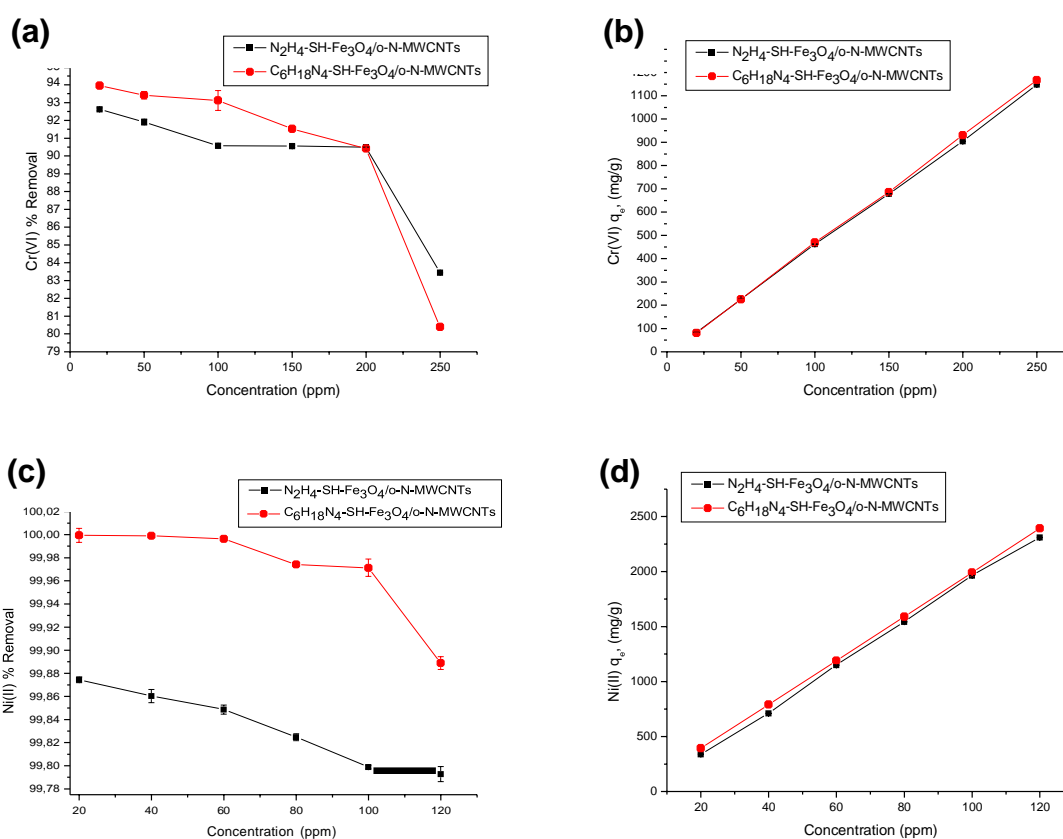 (a)
N₂H₄-SH-Fe₃O₄/o-N-MWCNTs
C₆H₁₈N₄-SH-Fe₃O₄/o-N-MWCNTs
94
93
92
91
90
89
88
87
86
85
84
83
82
81
80
79
Cr(VI) % Removal
0 50 100 150 200 250
Concentration (ppm)
(b)
N₂H₄-SH-Fe₃O₄/o-N-MWCNTs
C₆H₁₈N₄-SH-Fe₃O₄/o-N-MWCNTs
1200
1100
1000
900
800
700
600
500
400
300
200
100
0
Cr(VI) qₑ, (mg/g)
0 50 100 150 200 250
Concentration (ppm)
(c)
N₂H₄-SH-Fe₃O₄/o-N-MWCNTs
C₆H₁₈N₄-SH-Fe₃O₄/o-N-MWCNTs
100,02
100,00
99,98
99,96
99,94
99,92
99,90
99,88
99,86
99,84
99,82
99,80
99,78
Ni(II) % Removal
20 40 60 80 100 120
Concentration (ppm)
(d)
N₂H₄-SH-Fe₃O₄/o-N-MWCNTs
C₆H₁₈N₄-SH-Fe₃O₄/o-N-MWCNTs
2500
2000
1500
1000
500
0
Ni(II) qₑ, (mg/g)
20 40 60 80 100 120
Concentration (ppm)